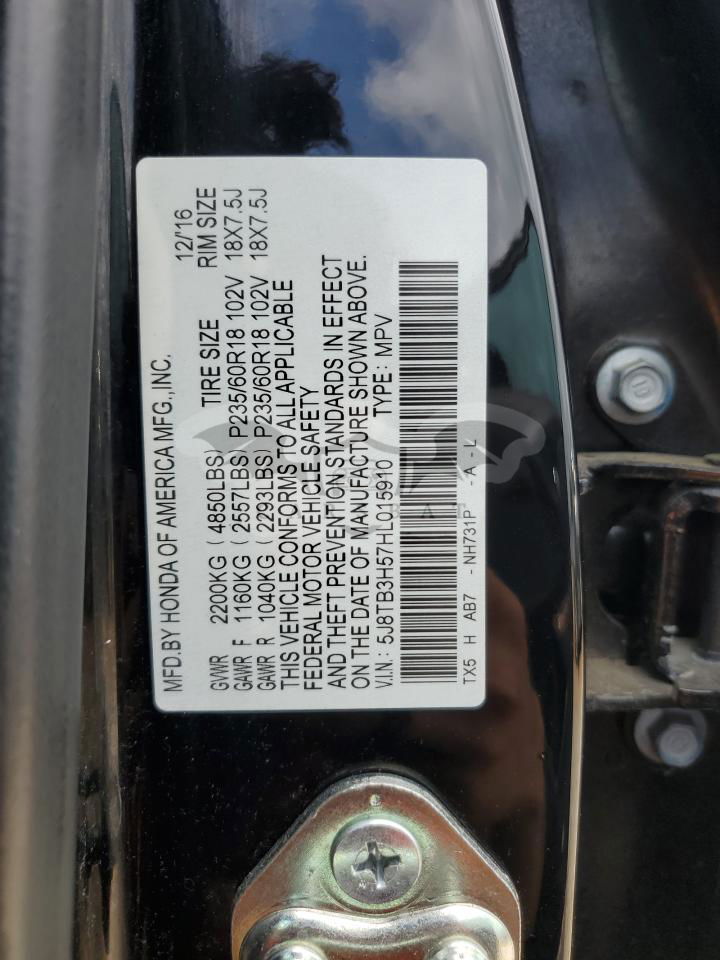 MFD.BY HONDA OF AMERICA MFG.,INC. 12/'16
GVWR 2200KG ( 4850LBS) TIRE SIZE RIM SIZE
GAWR F 1160KG ( 2557LBS) P235/60R18 102V 18X7.5J
GAWR R 1040KG ( 2293LBS) P235/60R18 102V 18X7.5J
THIS VEHICLE CONFORMS TO ALL APPLICABLE
FEDERAL MOTOR VEHICLE SAFETY
AND THEFT PREVENTION STANDARDS IN EFFECT
ON THE DATE OF MANUFACTURE SHOWN ABOVE.
V.I.N.: 5J8TB3H57HL015910 TYPE: MPV
TX5 H AB7 - NH731P - A - L